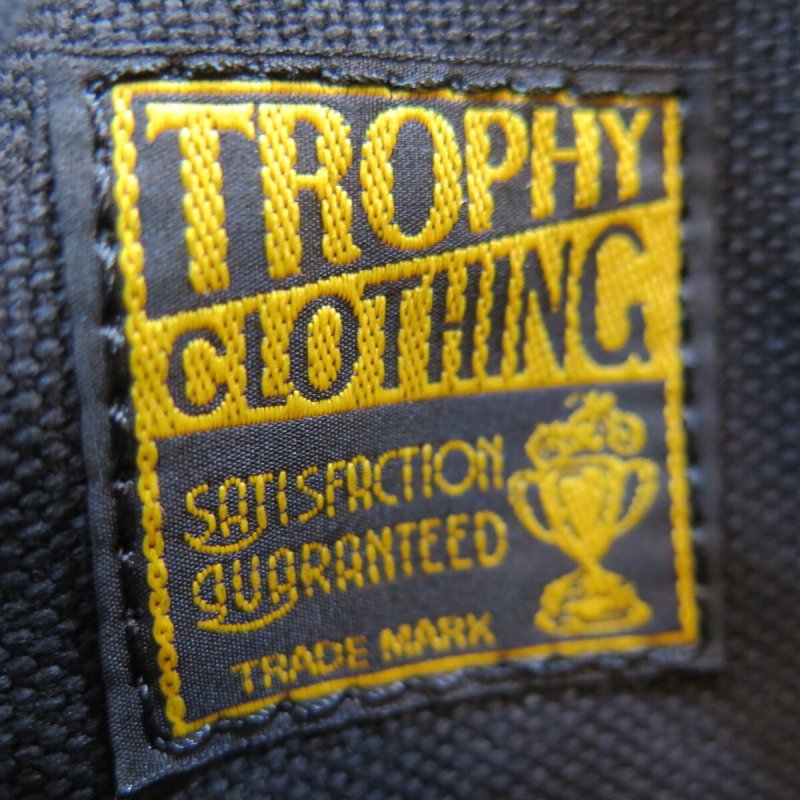 TROPHY
CLOTHING
SATISFACTION
GUARANTEED
TRADE MARK